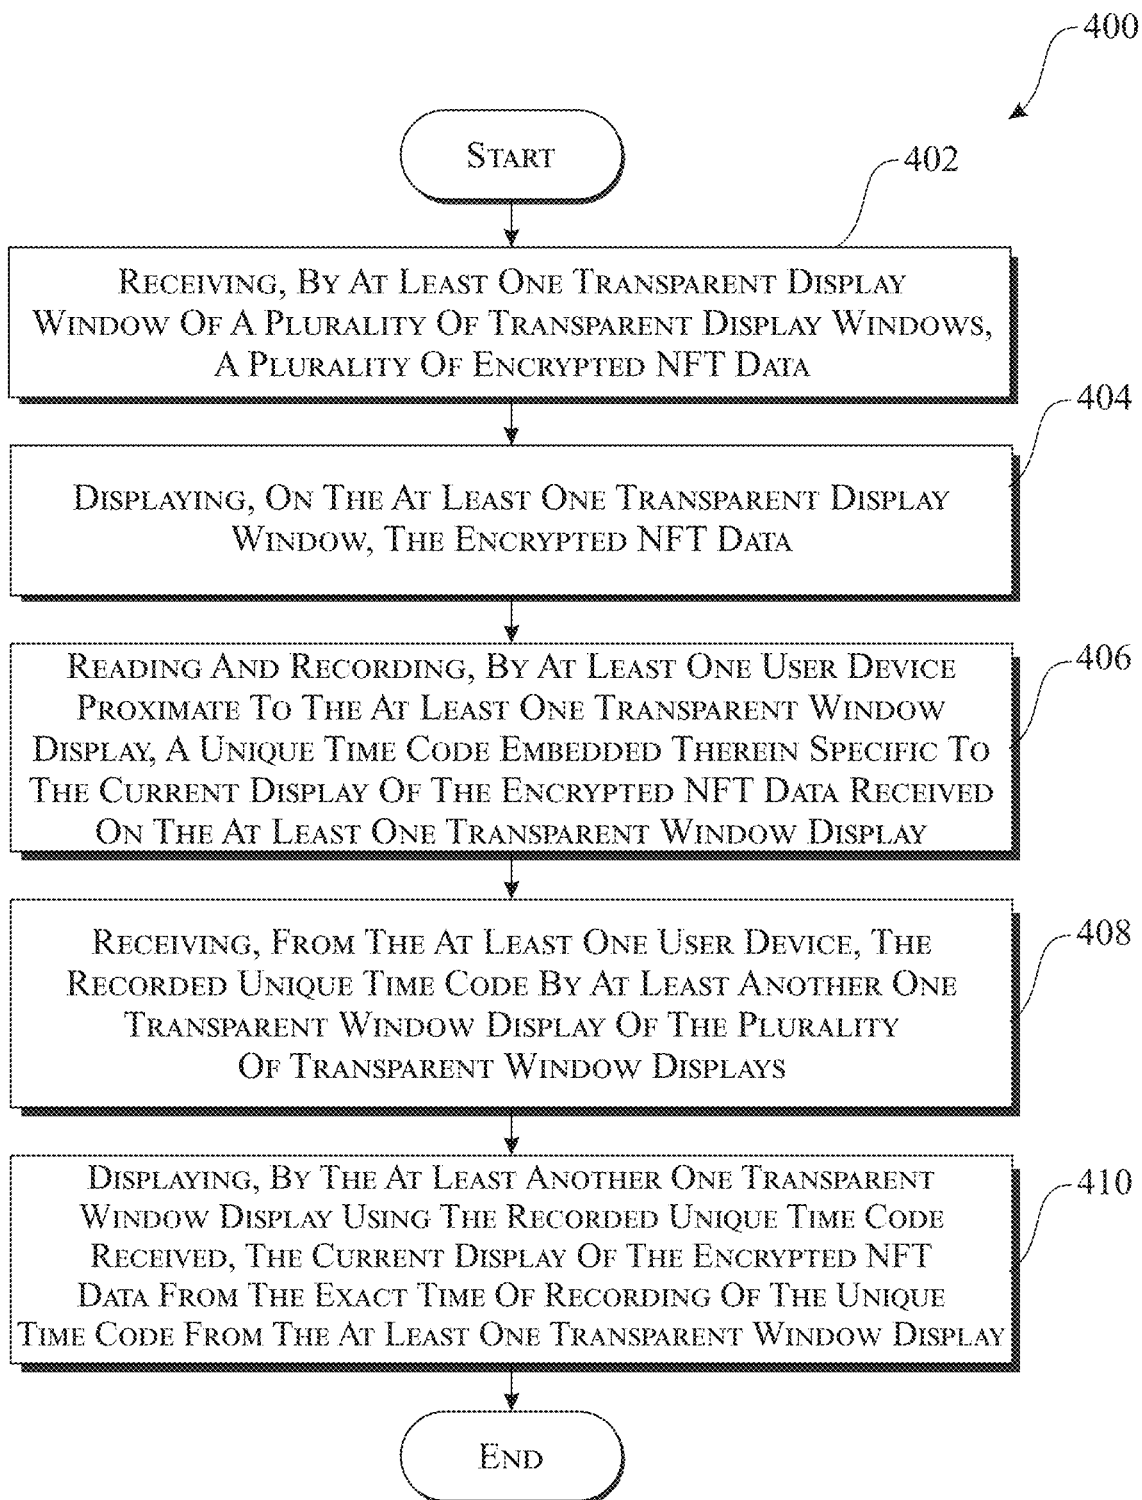 400
START
402
RECEIVING, BY AT LEAST ONE TRANSPARENT DISPLAY
WINDOW OF A PLURALITY OF TRANSPARENT DISPLAY WINDOWS,
A PLURALITY OF ENCRYPTED NFT DATA
404
DISPLAYING, ON THE AT LEAST ONE TRANSPARENT DISPLAY
WINDOW, THE ENCRYPTED NFT DATA
406
READING AND RECORDING, BY AT LEAST ONE USER DEVICE
PROXIMATE TO THE AT LEAST ONE TRANSPARENT WINDOW
DISPLAY, A UNIQUE TIME CODE EMBEDDED THEREIN SPECIFIC TO
THE CURRENT DISPLAY OF THE ENCRYPTED NFT DATA RECEIVED
ON THE AT LEAST ONE TRANSPARENT WINDOW DISPLAY
408
RECEIVING, FROM THE AT LEAST ONE USER DEVICE, THE
RECORDED UNIQUE TIME CODE BY AT LEAST ANOTHER ONE
TRANSPARENT WINDOW DISPLAY OF THE PLURALITY
OF TRANSPARENT WINDOW DISPLAYS
410
DISPLAYING, BY THE AT LEAST ANOTHER ONE TRANSPARENT
WINDOW DISPLAY USING THE RECORDED UNIQUE TIME CODE
RECEIVED, THE CURRENT DISPLAY OF THE ENCRYPTED NFT
DATA FROM THE EXACT TIME OF RECORDING OF THE UNIQUE
TIME CODE FROM THE AT LEAST ONE TRANSPARENT WINDOW DISPLAY
END